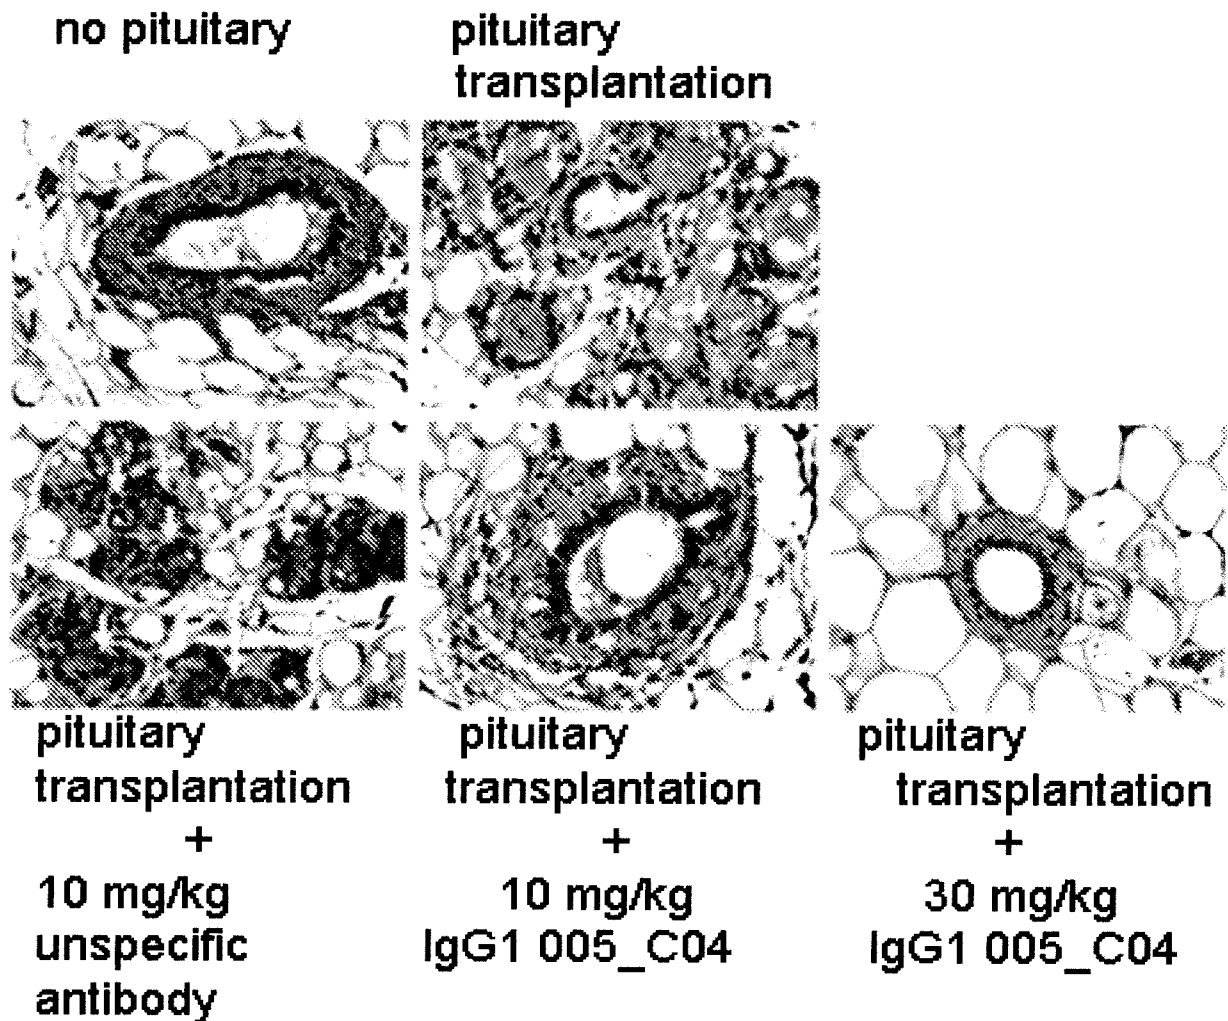 no pituitary
pituitary
transplantation
pituitary
transplantation
+
10 mg/kg
unspecific
antibody
pituitary
transplantation
+
10 mg/kg
IgG1 005_C04
pituitary
transplantation
+
30 mg/kg
IgG1 005_C04